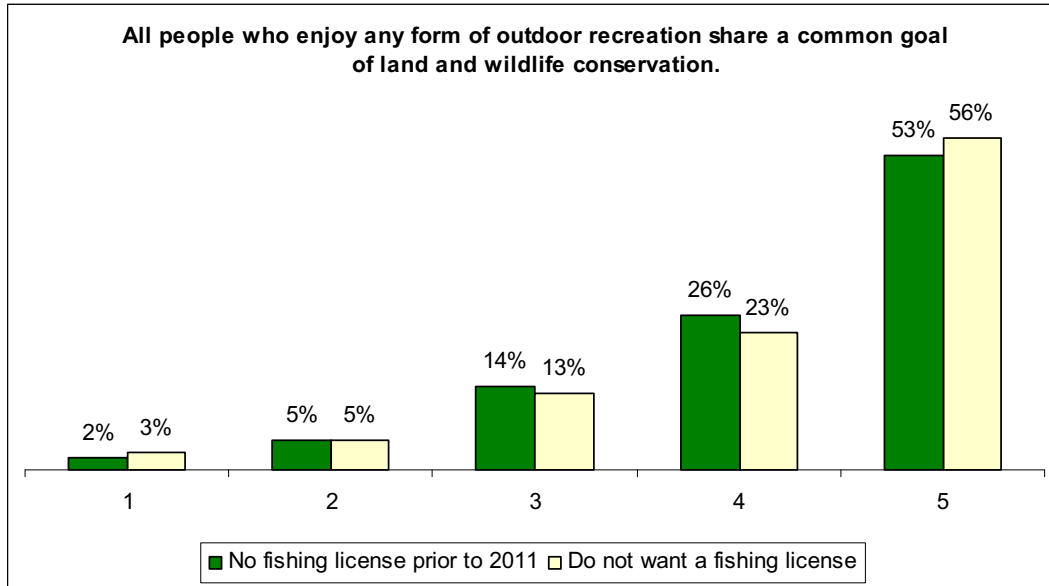 All people who enjoy any form of outdoor recreation share a common goal
of land and wildlife conservation.
53% 56%
26% 23%
14% 13%
5% 5%
2% 3%
1 2 3 4 5
No fishing license prior to 2011 Do not want a fishing license